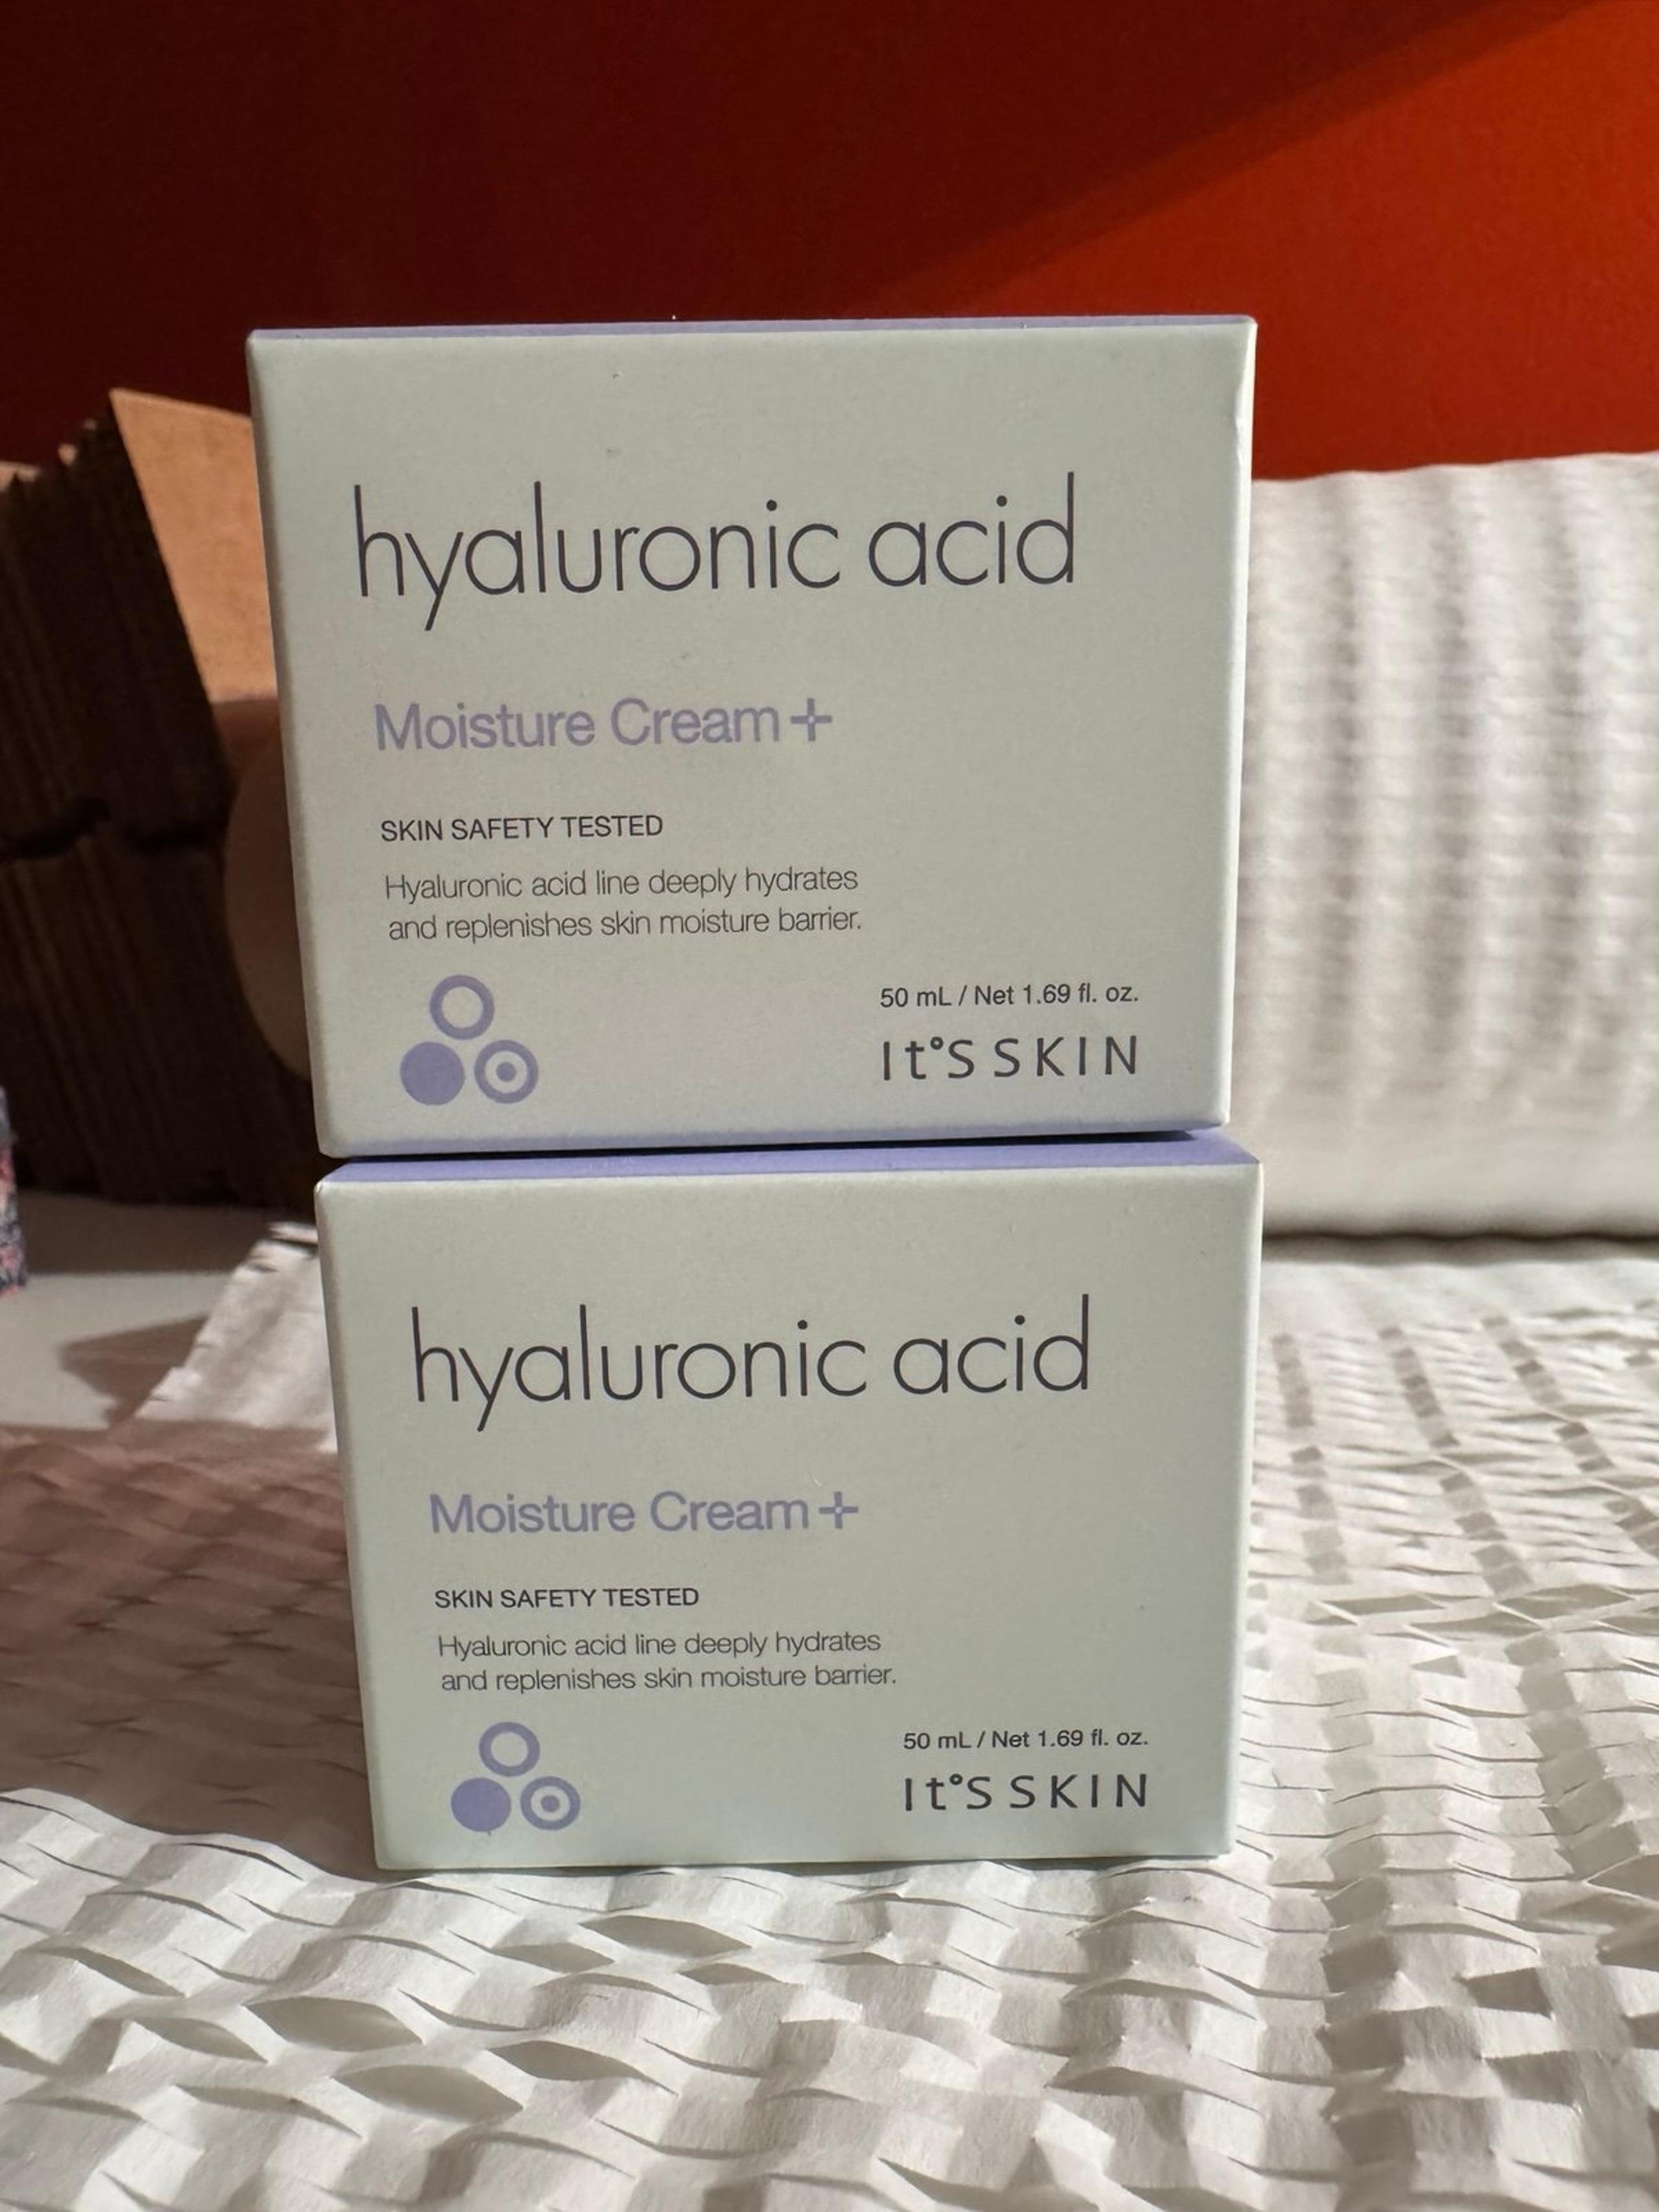 hyaluronic acid
Moisture Cream+
SKIN SAFETY TESTED
Hyaluronic acid line deeply hydrates
and replenishes skin moisture barrier.
50 mL / Net 1.69 fl. oz.
It°S SKIN
hyaluronic acid
Moisture Cream+
SKIN SAFETY TESTED
Hyaluronic acid line deeply hydrates
and replenishes skin moisture barrier.
50 mL / Net 1.69 fl. oz.
It°S SKIN